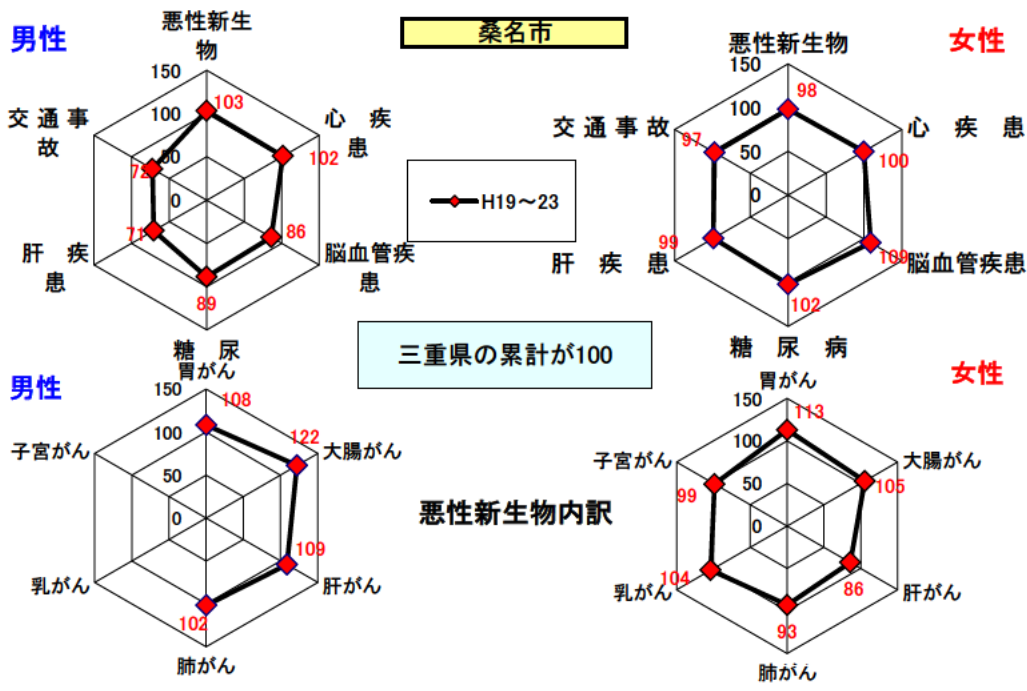 桑名市
男性
悪性新生
物
150
100
50
0
103
心疾
患
102
脳血管疾
患
86
糖尿
89
肝疾
患
71
交通事
故
72
女性
悪性新生物
150
100
50
0
98
心疾患
100
脳血管疾患
109
糖尿病
102
肝疾患
99
交通事故
97
H19～23
三重県の累計が100
悪性新生物内訳
男性
胃がん
150
100
50
0
108
大腸がん
122
肝がん
109
肺がん
102
乳がん
子宮がん
女性
胃がん
150
100
50
0
113
大腸がん
105
肝がん
86
肺がん
93
乳がん
104
子宮がん
99